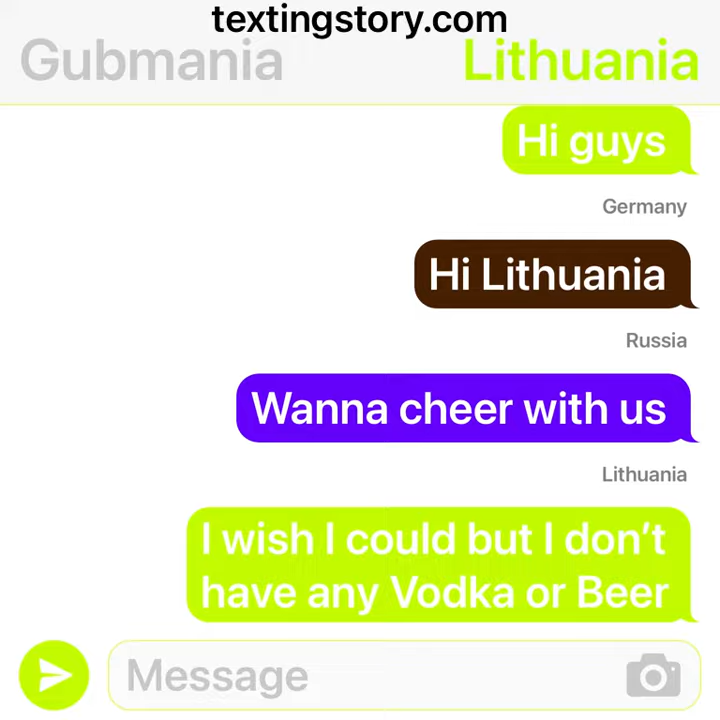 textingstory.com
Gubmania
Lithuania
Hi guys
Germany
Hi Lithuania
Russia
Wanna cheer with us
Lithuania
I wish I could but I don’t
have any Vodka or Beer
Message